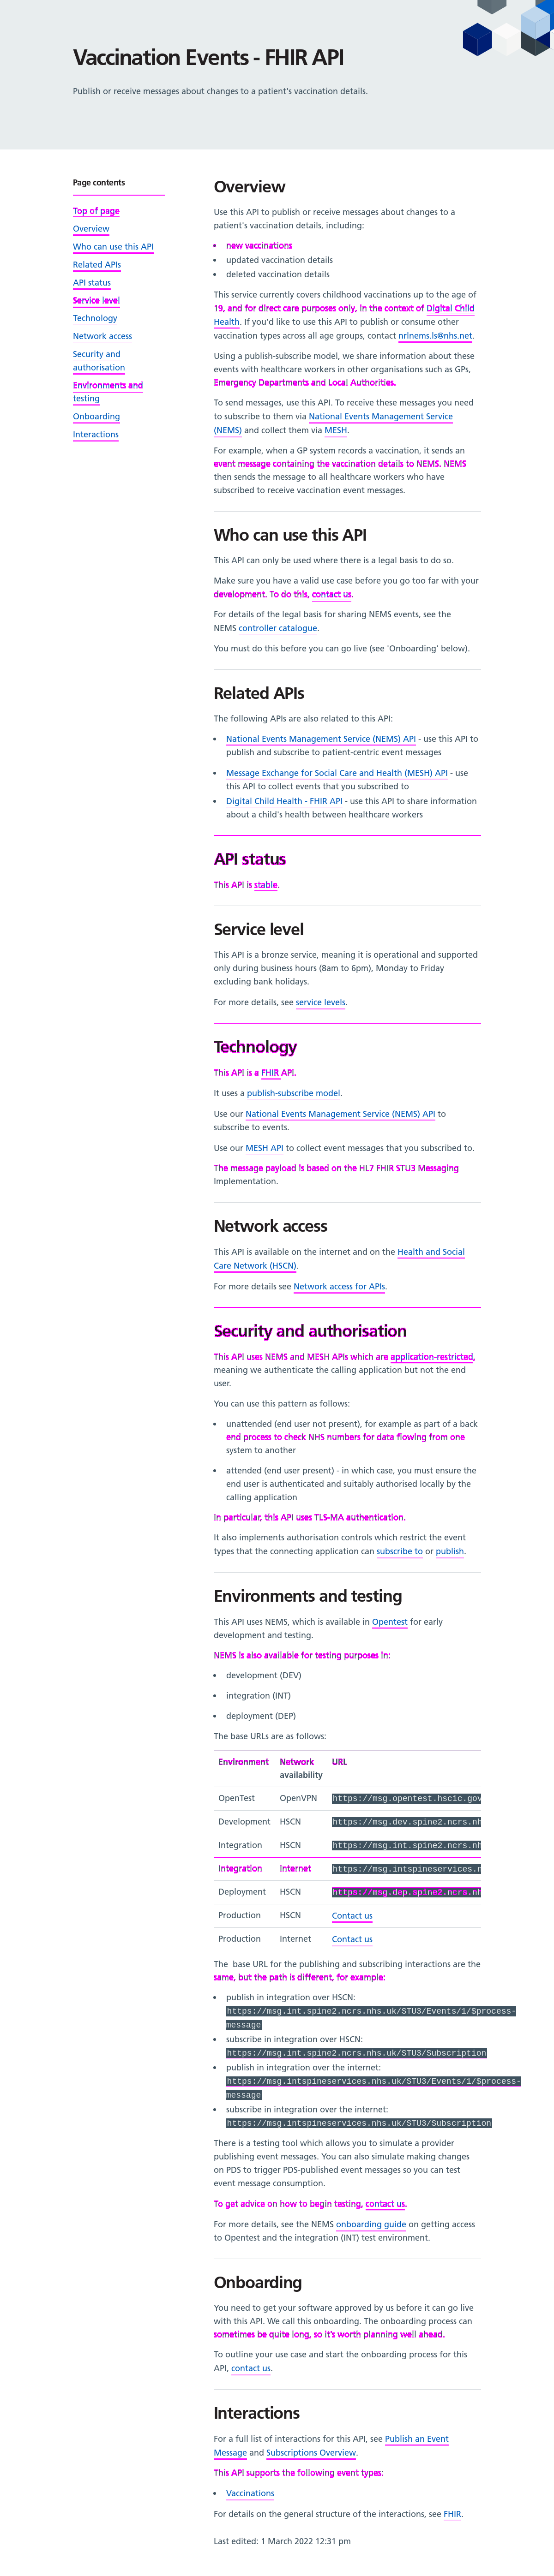 Vaccination Events - FHIR API
Publish or receive messages about changes to a patient's vaccination details.
Page contents
Top of page
Overview
Who can use this API
Related APIs
API status
Service level
Technology
Network access
Security and
authorisation
Environments and
testing
Onboarding
Interactions
Overview
Use this API to publish or receive messages about changes to a
patient's vaccination details, including:
new vaccinations
updated vaccination details
deleted vaccination details
This service currently covers childhood vaccinations up to the age of
19, and for direct care purposes only, in the context of Digital Child
Health. If you'd like to use this API to publish or consume other
vaccination types across all age groups, contact nrlnems.ls@nhs.net.
Using a publish-subscribe model, we share information about these
events with healthcare workers in other organisations such as GPs,
Emergency Departments and Local Authorities.
To send messages, use this API. To receive these messages you need
to subscribe to them via National Events Management Service
(NEMS) and collect them via MESH.
For example, when a GP system records a vaccination, it sends an
event message containing the vaccination details to NEMS. NEMS
then sends the message to all healthcare workers who have
subscribed to receive vaccination event messages.
Who can use this API
This API can only be used where there is a legal basis to do so.
Make sure you have a valid use case before you go too far with your
development. To do this, contact us.
For details of the legal basis for sharing NEMS events, see the
NEMS controller catalogue.
You must do this before you can go live (see 'Onboarding' below).
Related APIs
The following APIs are also related to this API:
National Events Management Service (NEMS) API - use this API to
publish and subscribe to patient-centric event messages
Message Exchange for Social Care and Health (MESH) API - use
this API to collect events that you subscribed to
Digital Child Health - FHIR API - use this API to share information
about a child's health between healthcare workers
API status
This API is stable.
Service level
This API is a bronze service, meaning it is operational and supported
only during business hours (8am to 6pm), Monday to Friday
excluding bank holidays.
For more details, see service levels.
Technology
This API is a FHIR API.
It uses a publish-subscribe model.
Use our National Events Management Service (NEMS) API to
subscribe to events.
Use our MESH API to collect event messages that you subscribed to.
The message payload is based on the HL7 FHIR STU3 Messaging
Implementation.
Network access
This API is available on the internet and on the Health and Social
Care Network (HSCN).
For more details see Network access for APIs.
Security and authorisation
This API uses NEMS and MESH APIs which are application-restricted,
meaning we authenticate the calling application but not the end
user.
You can use this pattern as follows:
unattended (end user not present), for example as part of a back
end process to check NHS numbers for data flowing from one
system to another
attended (end user present) - in which case, you must ensure the
end user is authenticated and suitably authorised locally by the
calling application
In particular, this API uses TLS-MA authentication.
It also implements authorisation controls which restrict the event
types that the connecting application can subscribe to or publish.
Environments and testing
This API uses NEMS, which is available in Opentest for early
development and testing.
NEMS is also available for testing purposes in:
development (DEV)
integration (INT)
deployment (DEP)
The base URLs are as follows:
Environment Network availability URL
OpenTest OpenVPN https://msg.opentest.hscic.gov
Development HSCN https://msg.dev.spine2.ncrs.nh
Integration HSCN https://msg.int.spine2.ncrs.nh
Integration Internet https://msg.intspineservices.n
Deployment HSCN https://msg.dep.spine2.ncrs.nh
Production HSCN Contact us
Production Internet Contact us
The base URL for the publishing and subscribing interactions are the
same, but the path is different, for example:
publish in integration over HSCN:
https://msg.int.spine2.ncrs.nhs.uk/STU3/Events/1/$process-
message
subscribe in integration over HSCN:
https://msg.int.spine2.ncrs.nhs.uk/STU3/Subscription
publish in integration over the internet:
https://msg.intspineservices.nhs.uk/STU3/Events/1/$process-
message
subscribe in integration over the internet:
https://msg.intspineservices.nhs.uk/STU3/Subscription
There is a testing tool which allows you to simulate a provider
publishing event messages. You can also simulate making changes
on PDS to trigger PDS-published event messages so you can test
event message consumption.
To get advice on how to begin testing, contact us.
For more details, see the NEMS onboarding guide on getting access
to Opentest and the integration (INT) test environment.
Onboarding
You need to get your software approved by us before it can go live
with this API. We call this onboarding. The onboarding process can
sometimes be quite long, so it's worth planning well ahead.
To outline your use case and start the onboarding process for this
API, contact us.
Interactions
For a full list of interactions for this API, see Publish an Event
Message and Subscriptions Overview.
This API supports the following event types:
Vaccinations
For details on the general structure of the interactions, see FHIR.
Last edited: 1 March 2022 12:31 pm